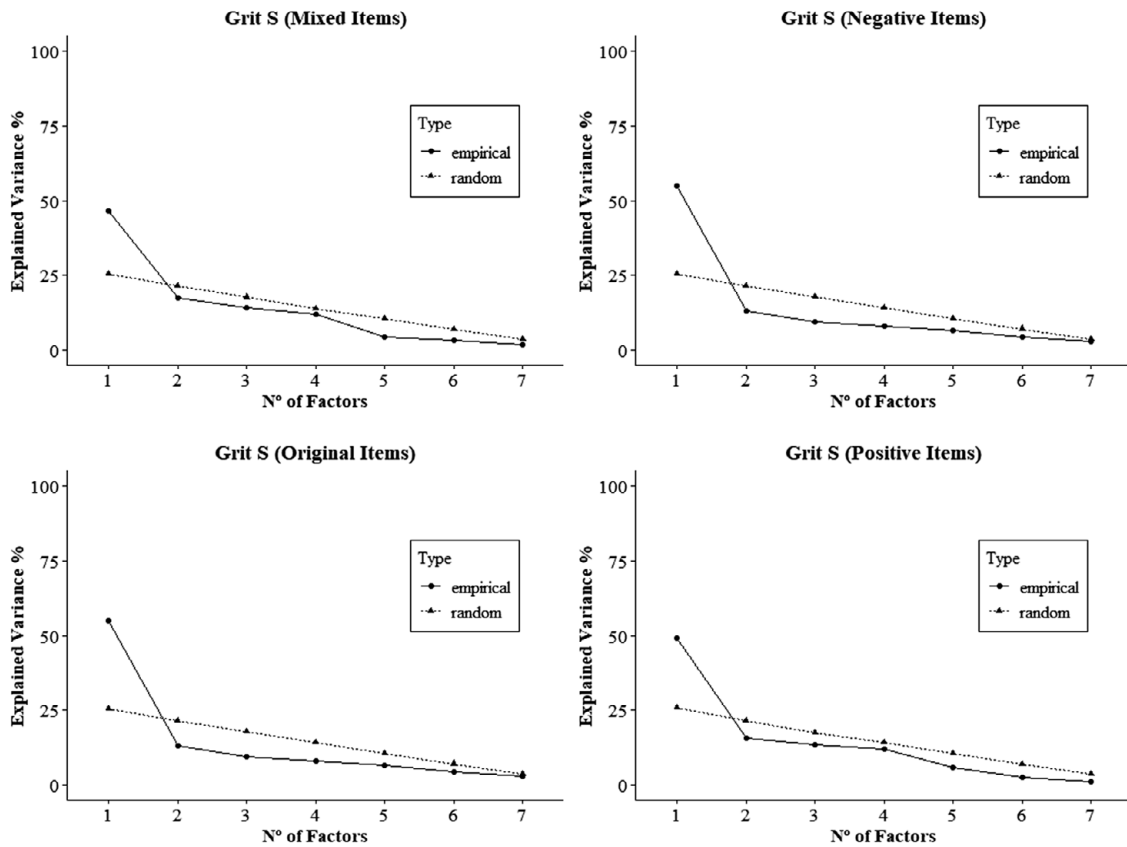 Grit S (Mixed Items)
100
75
50
25
0
Explained Variance %
Type
empirical
random
1 2 3 4 5 6 7
Nº of Factors
Grit S (Negative Items)
100
75
50
25
0
Explained Variance %
Type
empirical
random
1 2 3 4 5 6 7
Nº of Factors
Grit S (Original Items)
100
75
50
25
0
Explained Variance %
Type
empirical
random
1 2 3 4 5 6 7
Nº of Factors
Grit S (Positive Items)
100
75
50
25
0
Explained Variance %
Type
empirical
random
1 2 3 4 5 6 7
Nº of Factors